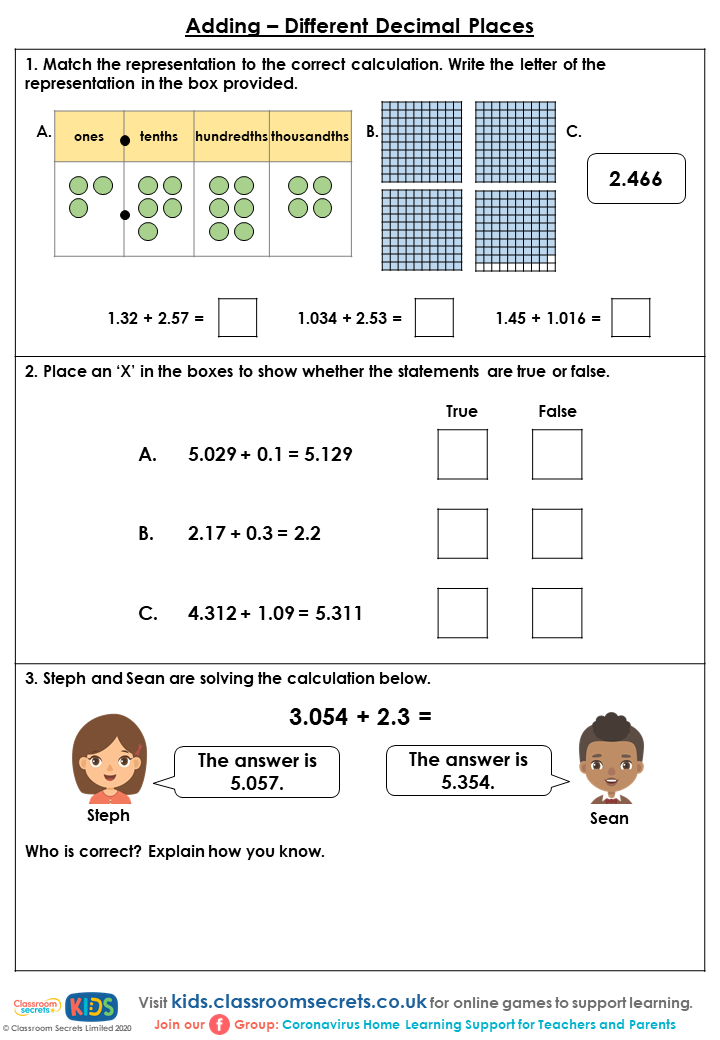 Adding – Different Decimal Places
1. Match the representation to the correct calculation. Write the letter of the
representation in the box provided.
A.
ones tenths hundredths thousandths
B.
C.
2.466
1.32 + 2.57 =
1.034 + 2.53 =
1.45 + 1.016 =
2. Place an ‘X’ in the boxes to show whether the statements are true or false.
True False
A. 5.029 + 0.1 = 5.129
B. 2.17 + 0.3 = 2.2
C. 4.312 + 1.09 = 5.311
3. Steph and Sean are solving the calculation below.
3.054 + 2.3 =
The answer is
5.057.
Steph
The answer is
5.354.
Sean
Who is correct? Explain how you know.
Classroom
Secrets
KIDS
© Classroom Secrets Limited 2020
Visit kids.classroomsecrets.co.uk for online games to support learning.
Join our f Group: Coronavirus Home Learning Support for Teachers and Parents